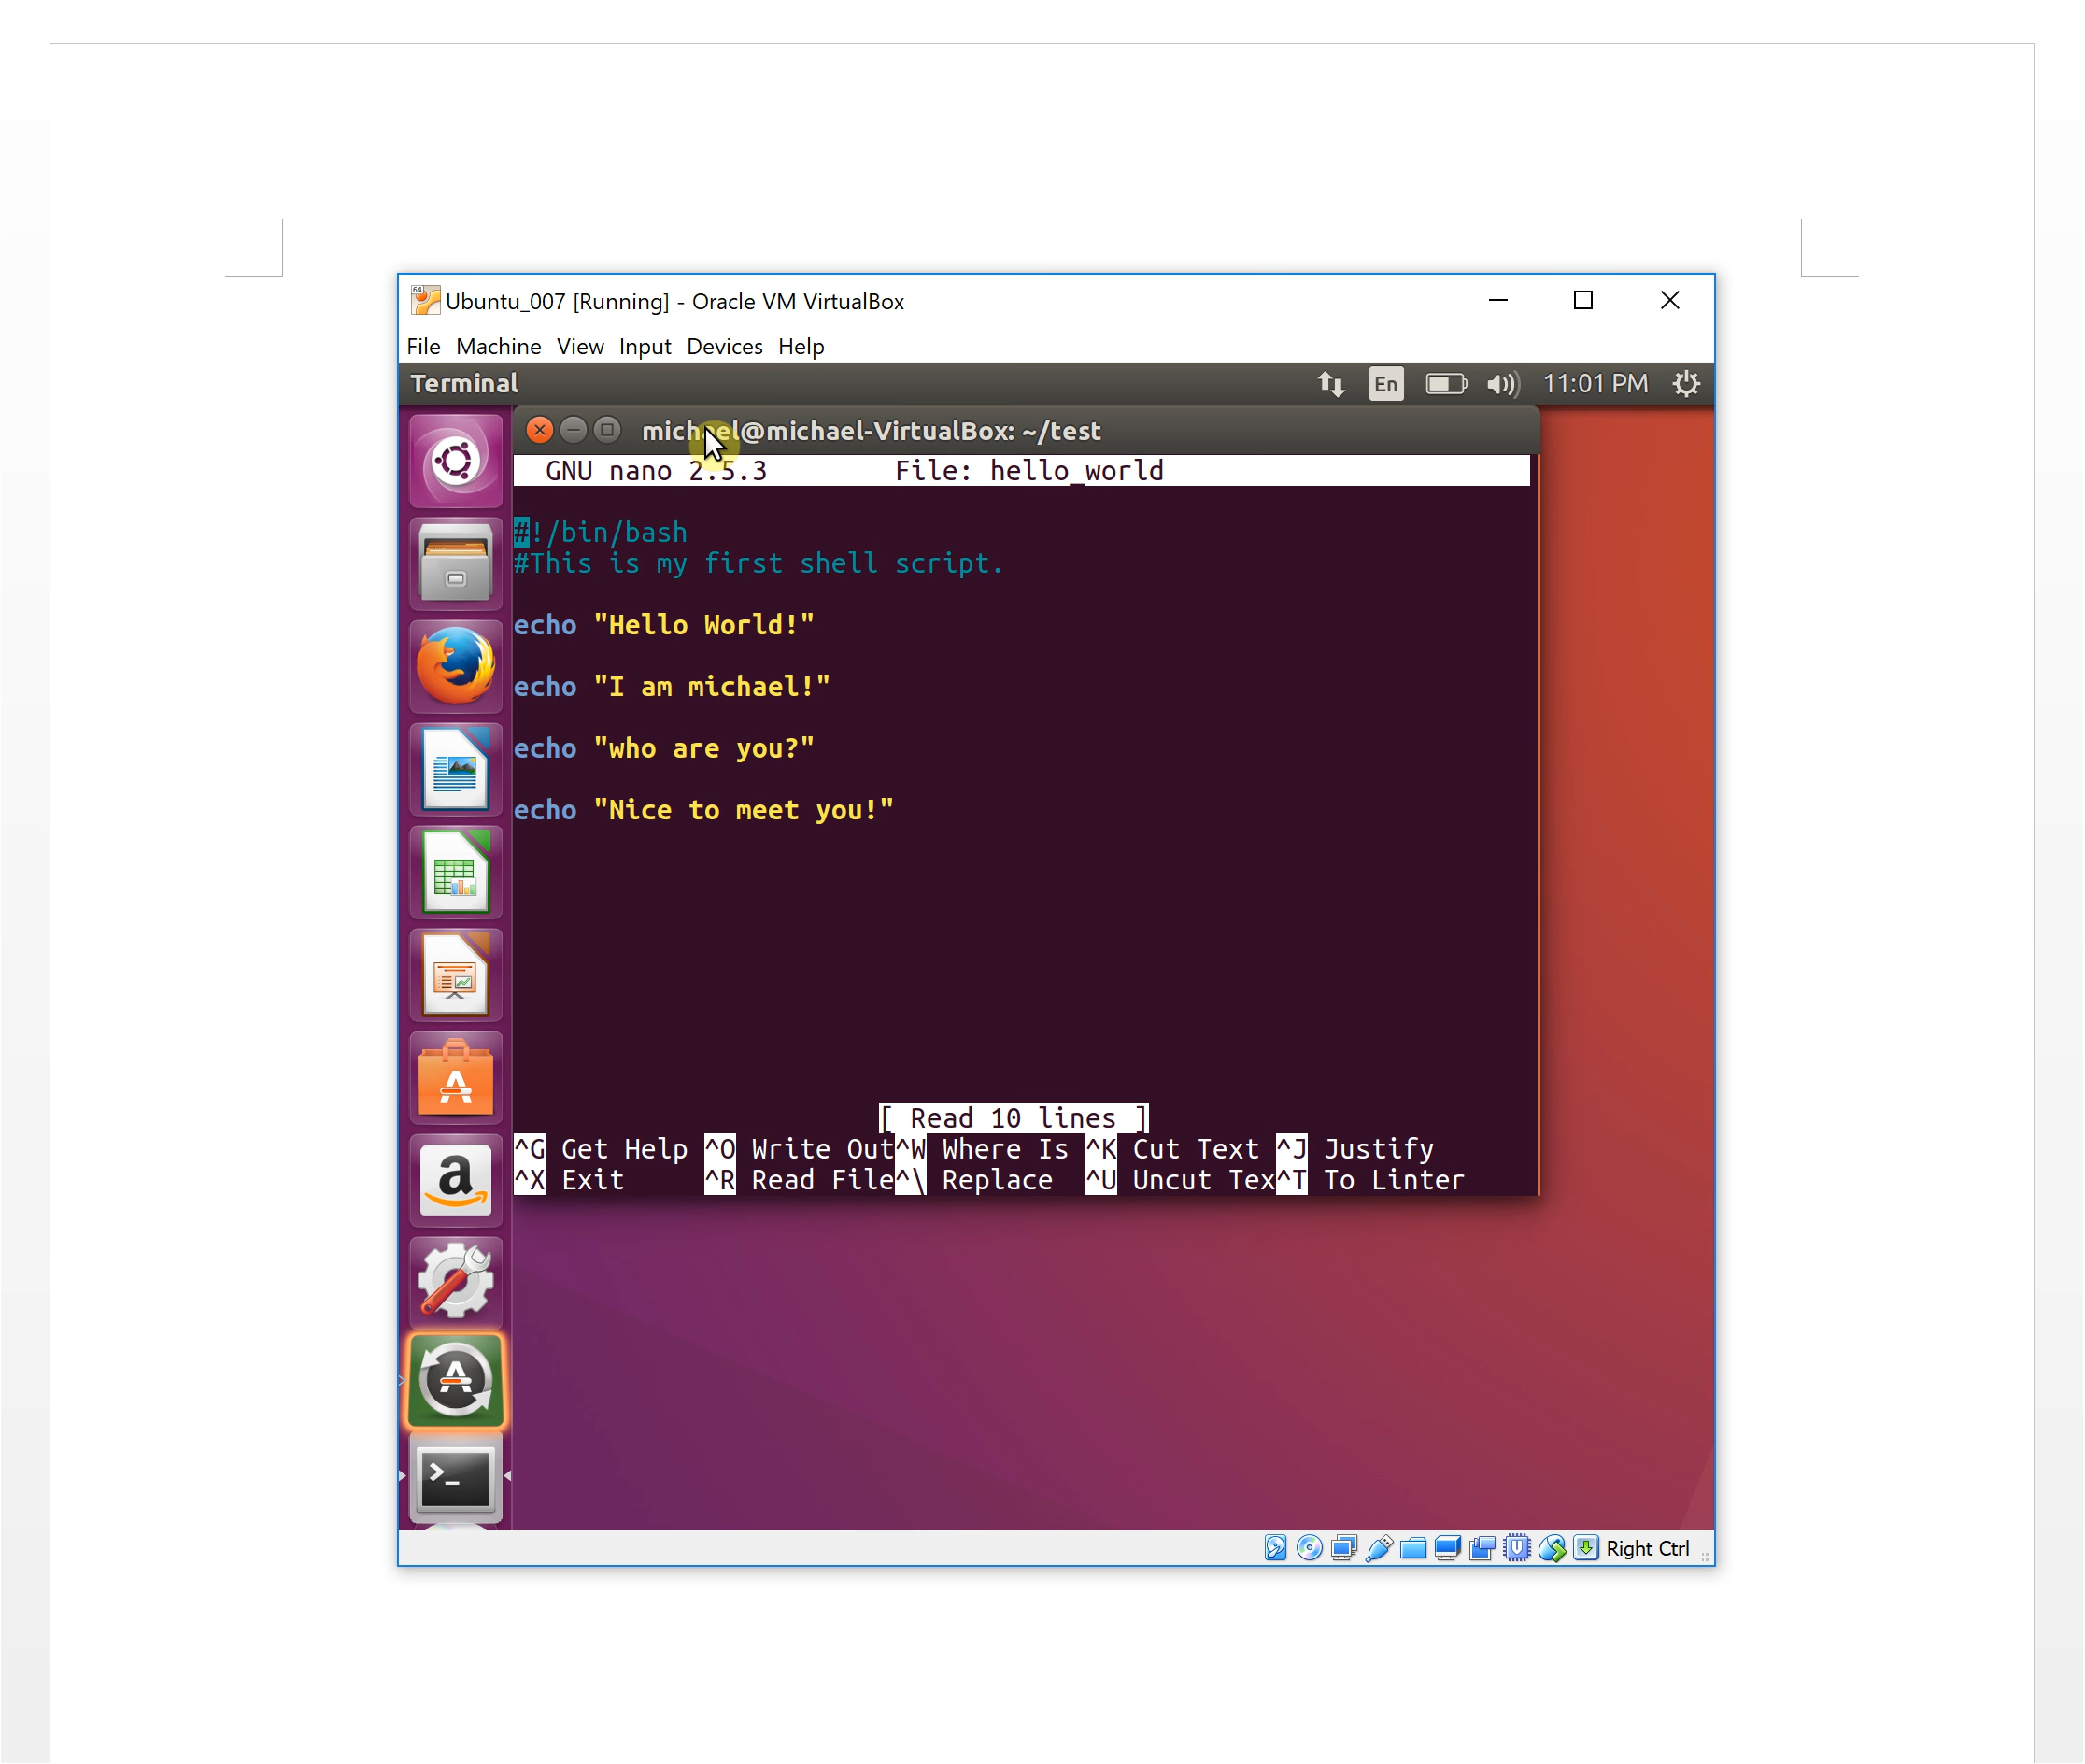 Ubuntu_007 [Running] - Oracle VM VirtualBox
File Machine View Input Devices Help
Terminal En 11:01 PM
michael@michael-VirtualBox: ~/test
GNU nano 2.5.3 File: hello_world
#!/bin/bash
#This is my first shell script.
echo "Hello World!"
echo "I am michael!"
echo "who are you?"
echo "Nice to meet you!"
[ Read 10 lines ]
^G Get Help ^O Write Out ^W Where Is ^K Cut Text ^J Justify
^X Exit ^R Read File ^\ Replace ^U Uncut Tex ^T To Linter
Right Ctrl